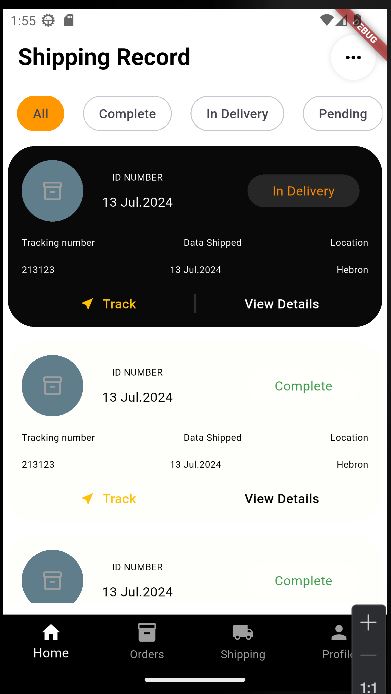 1:55
Shipping Record
All
Complete
In Delivery
Pending
ID NUMBER
13 Jul.2024
In Delivery
Tracking number Data Shipped Location
213123 13 Jul.2024 Hebron
Track
View Details
ID NUMBER
13 Jul.2024
Complete
Tracking number Data Shipped Location
213123 13 Jul.2024 Hebron
Track
View Details
ID NUMBER
13 Jul.2024
Complete
Home
Orders
Shipping
Profile
1:1